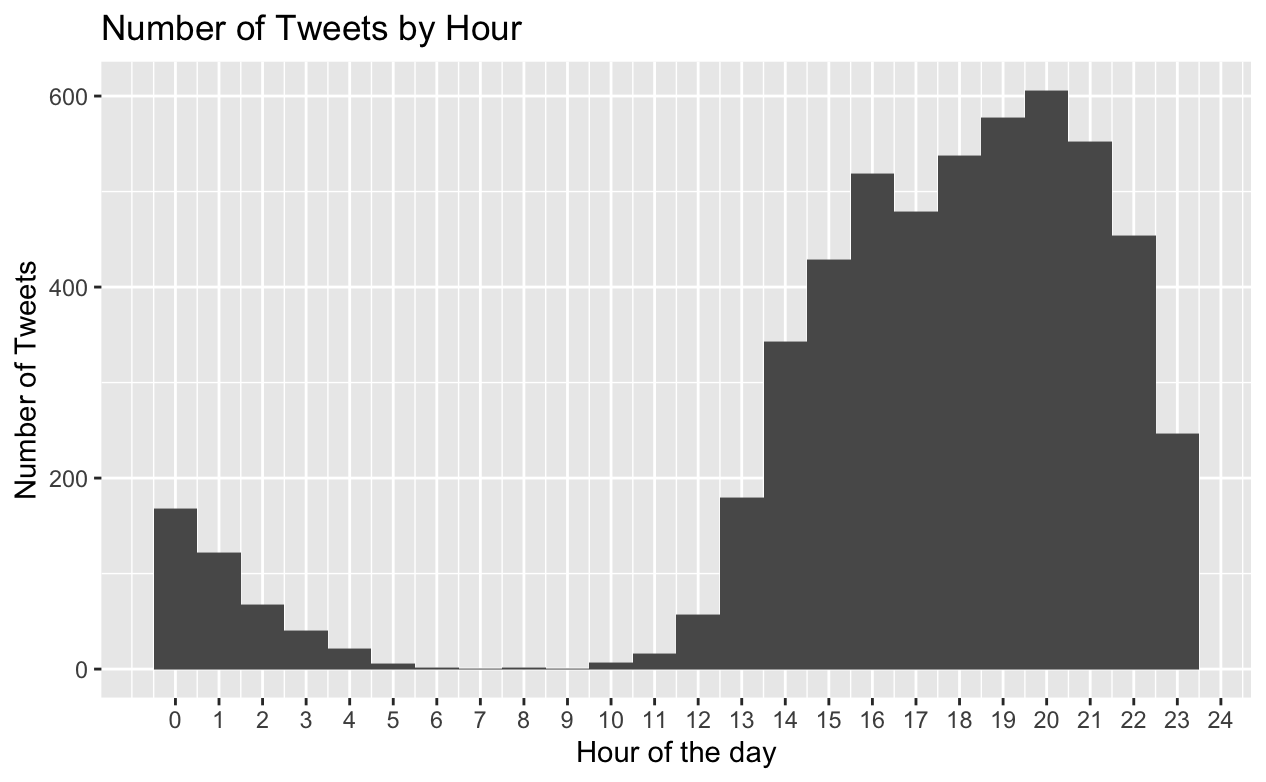 Number of Tweets by Hour
Number of Tweets
600
400
200
0
0 1 2 3 4 5 6 7 8 9 10 11 12 13 14 15 16 17 18 19 20 21 22 23 24
Hour of the day